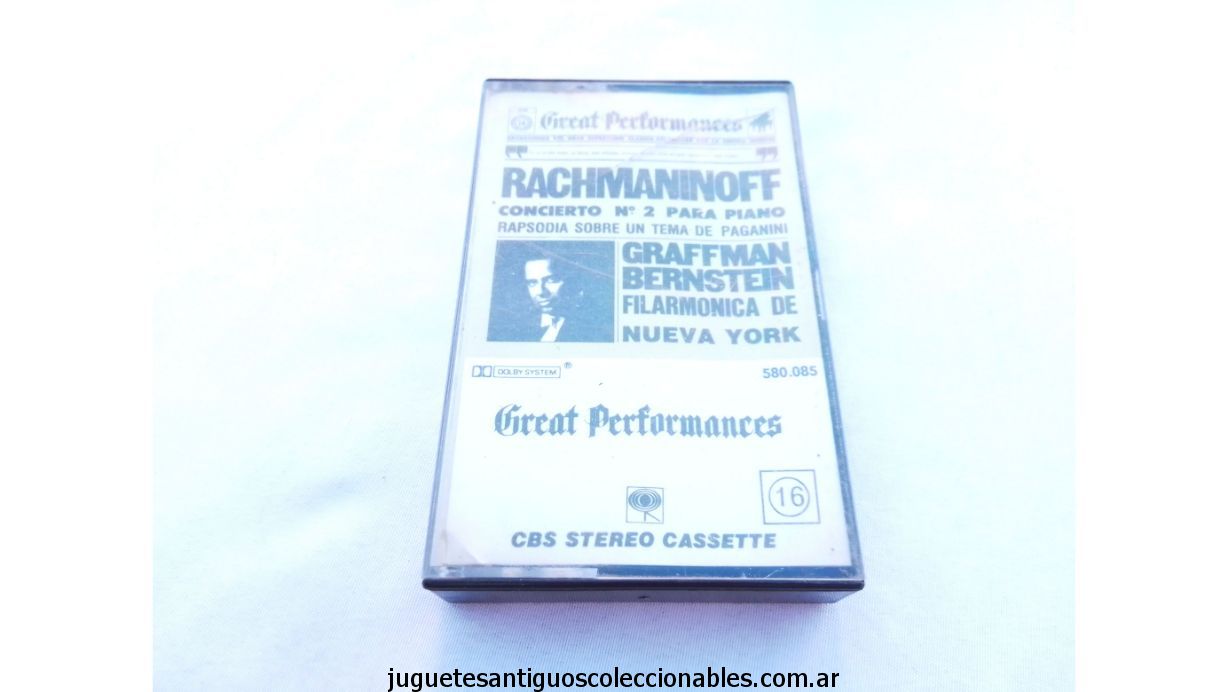 Great Performances
RACHMANINOFF
CONCIERTO Nº 2 PARA PIANO
RAPSODIA SOBRE UN TEMA DE PAGANINI
GRAFFMAN
BERNSTEIN
FILARMONICA DE
NUEVA YORK
DOLBY SYSTEM ®
580.085
Great Performances
16
CBS STEREO CASSETTE
juguetesantiguoscoleccionables.com.ar